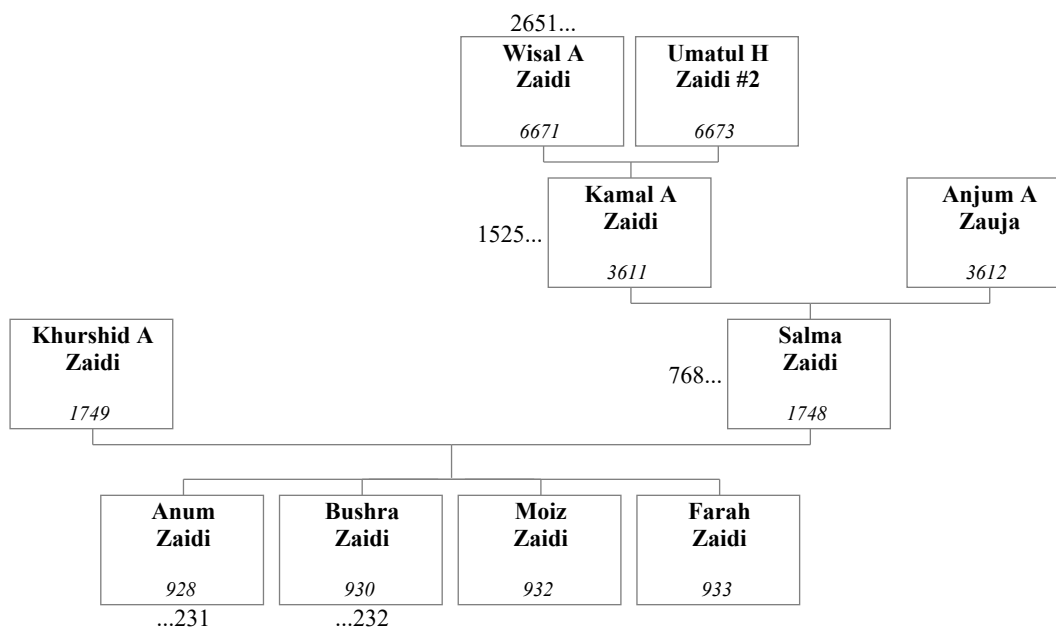 2651...
Wisal A
Zaidi
6671
Umatul H
Zaidi #2
6673
1525...
Kamal A
Zaidi
3611
Anjum A
Zauja
3612
Khurshid A
Zaidi
1749
768...
Salma
Zaidi
1748
Anum
Zaidi
928
...231
Bushra
Zaidi
930
...232
Moiz
Zaidi
932
Farah
Zaidi
933